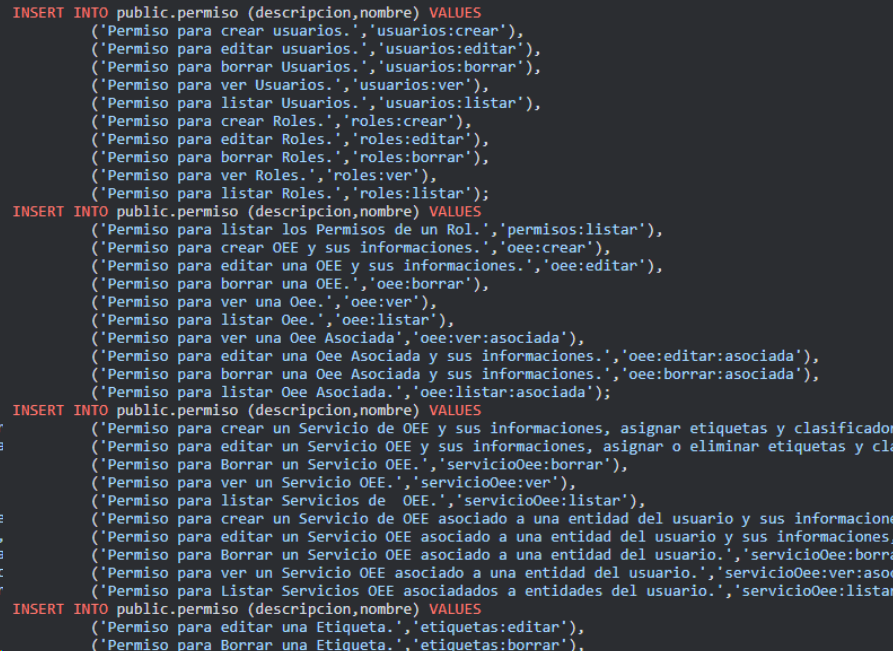 INSERT INTO public.permiso (descripcion,nombre) VALUES
('Permiso para crear usuarios.','usuarios:crear'),
('Permiso para editar usuarios.','usuarios:editar'),
('Permiso para borrar Usuarios.','usuarios:borrar'),
('Permiso para ver Usuarios.','usuarios:ver'),
('Permiso para listar Usuarios.','usuarios:listar'),
('Permiso para crear Roles.','roles:crear'),
('Permiso para editar Roles.','roles:editar'),
('Permiso para borrar Roles.','roles:borrar'),
('Permiso para ver Roles.','roles:ver'),
('Permiso para listar Roles.','roles:listar');
INSERT INTO public.permiso (descripcion,nombre) VALUES
('Permiso para listar los Permisos de un Rol.','permisos:listar'),
('Permiso para crear OEE y sus informaciones.','oee:crear'),
('Permiso para editar una OEE y sus informaciones.','oee:editar'),
('Permiso para borrar una OEE.','oee:borrar'),
('Permiso para ver una Oee.','oee:ver'),
('Permiso para listar Oee.','oee:listar'),
('Permiso para ver una Oee Asociada','oee:ver:asociada'),
('Permiso para editar una Oee Asociada y sus informaciones.','oee:editar:asociada'),
('Permiso para borrar una Oee Asociada y sus informaciones.','oee:borrar:asociada'),
('Permiso para listar Oee Asociada.','oee:listar:asociada');
INSERT INTO public.permiso (descripcion,nombre) VALUES
('Permiso para crear un Servicio de OEE y sus informaciones, asignar etiquetas y clasificador
('Permiso para editar un Servicio OEE y sus informaciones, asignar o eliminar etiquetas y cla
('Permiso para Borrar un Servicio OEE.','servicioOee:borrar'),
('Permiso para ver un Servicio OEE.','servicioOee:ver'),
('Permiso para listar Servicios de  OEE.','servicioOee:listar'),
('Permiso para crear un Servicio de OEE asociado a una entidad del usuario y sus informacione
('Permiso para editar un Servicio OEE asociado a una entidad del usuario y sus informaciones,
('Permiso para Borrar un Servicio OEE asociado a una entidad del usuario.','servicioOee:borra
('Permiso para ver un Servicio OEE asociado a una entidad del usuario.','servicioOee:ver:aso
('Permiso para Listar Servicios OEE asociadados a entidades del usuario.','servicioOee:listar
INSERT INTO public.permiso (descripcion,nombre) VALUES
('Permiso para editar una Etiqueta.','etiquetas:editar'),
('Permiso para Borrar una Etiqueta.','etiquetas:borrar'),